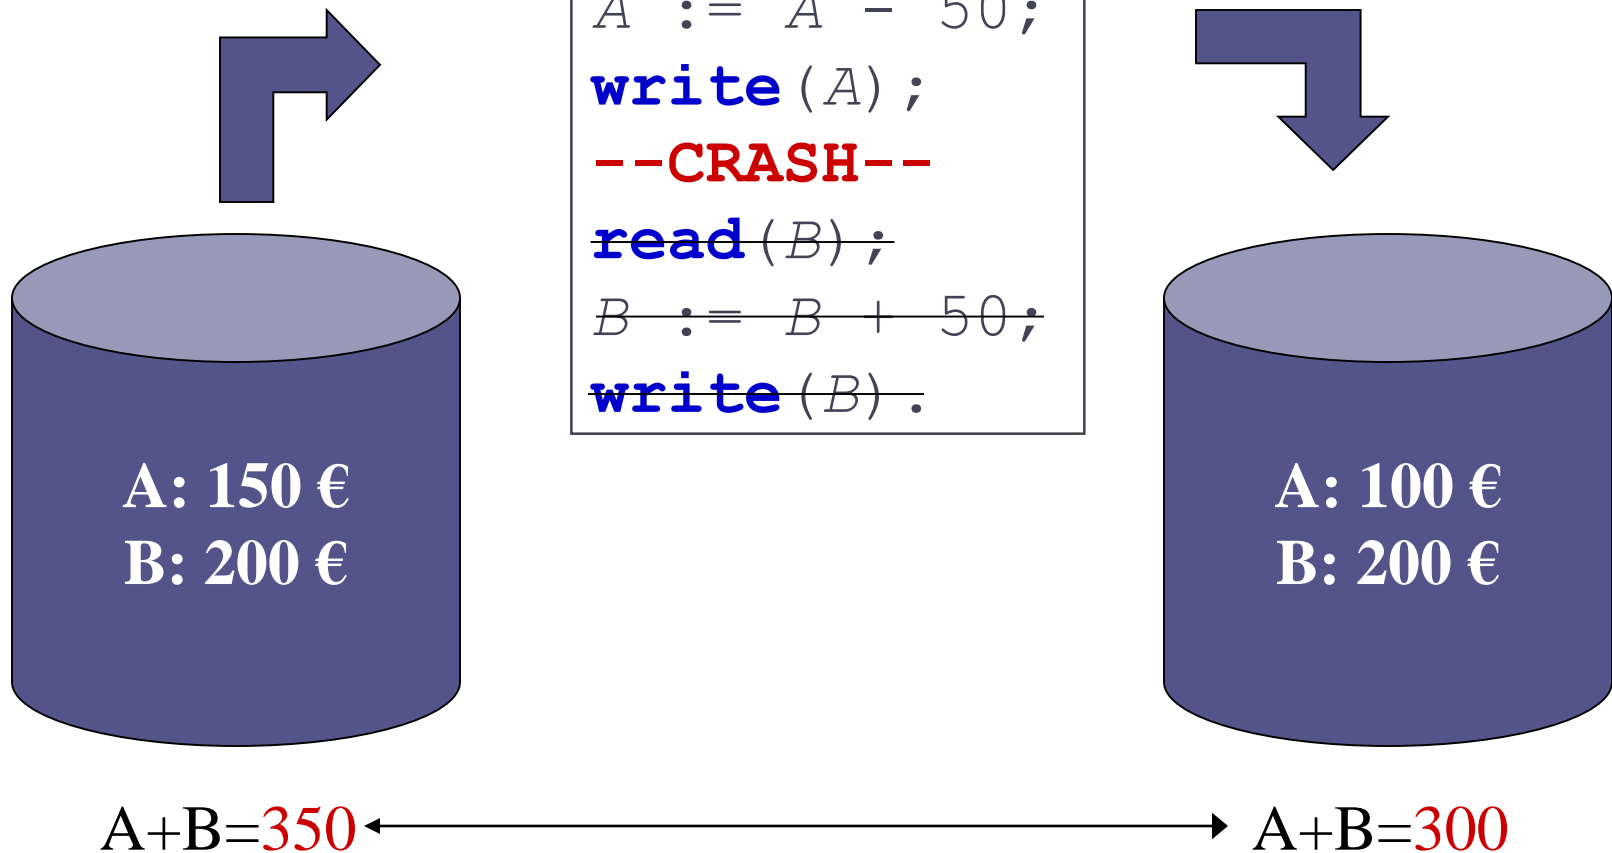 A := A - 50;
write(A);
--CRASH--
read(B);
B := B + 50;
write(B).
A: 150 €
B: 200 €
A: 100 €
B: 200 €
A+B=350
A+B=300